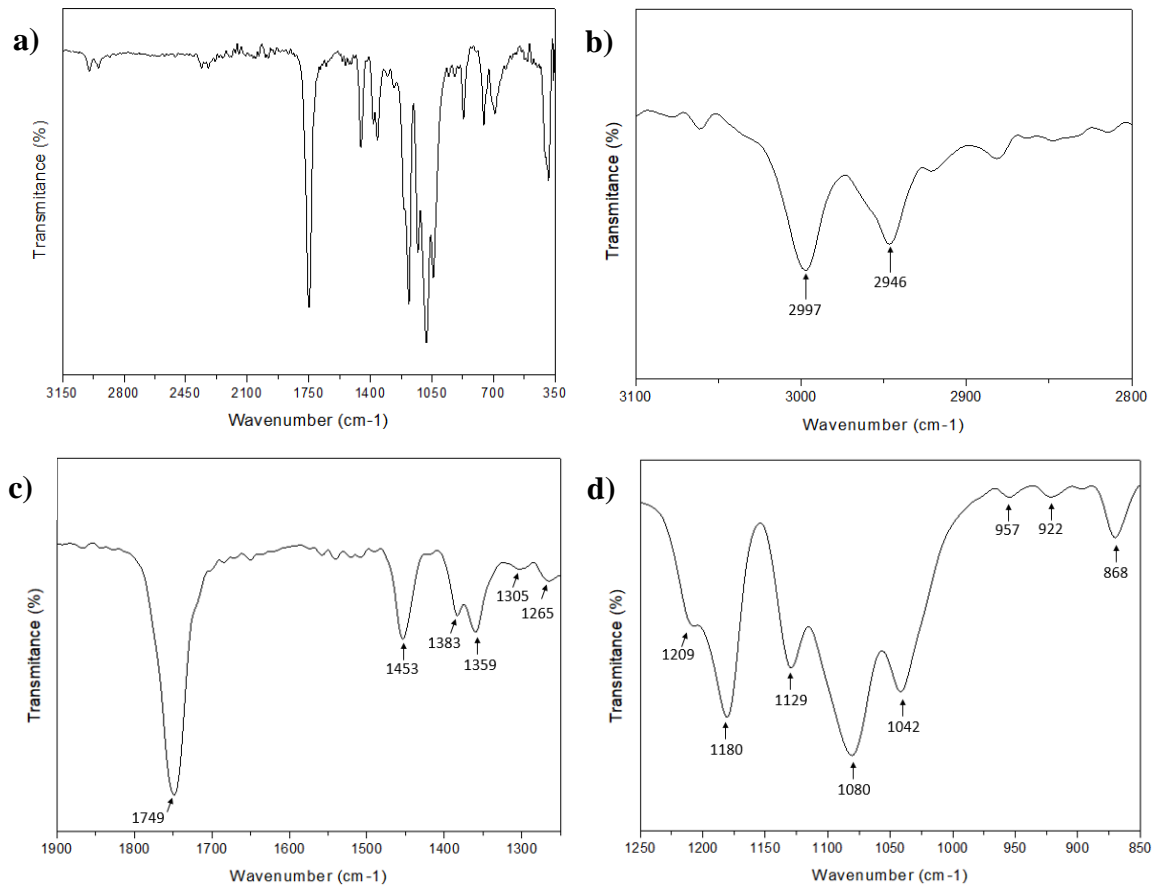 a)
Transmitance (%)
3150 2800 2450 2100 1750 1400 1050 700 350
Wavenumber (cm-1)
b)
Transmitance (%)
2997
2946
3100 3000 2900 2800
Wavenumber (cm-1)
c)
Transmitance (%)
1749
1453
1383
1359
1305
1265
1900 1800 1700 1600 1500 1400 1300
Wavenumber (cm-1)
d)
Transmitance (%)
1209
1180
1129
1080
1042
957
922
868
1250 1200 1150 1100 1050 1000 950 900 850
Wavenumber (cm-1)